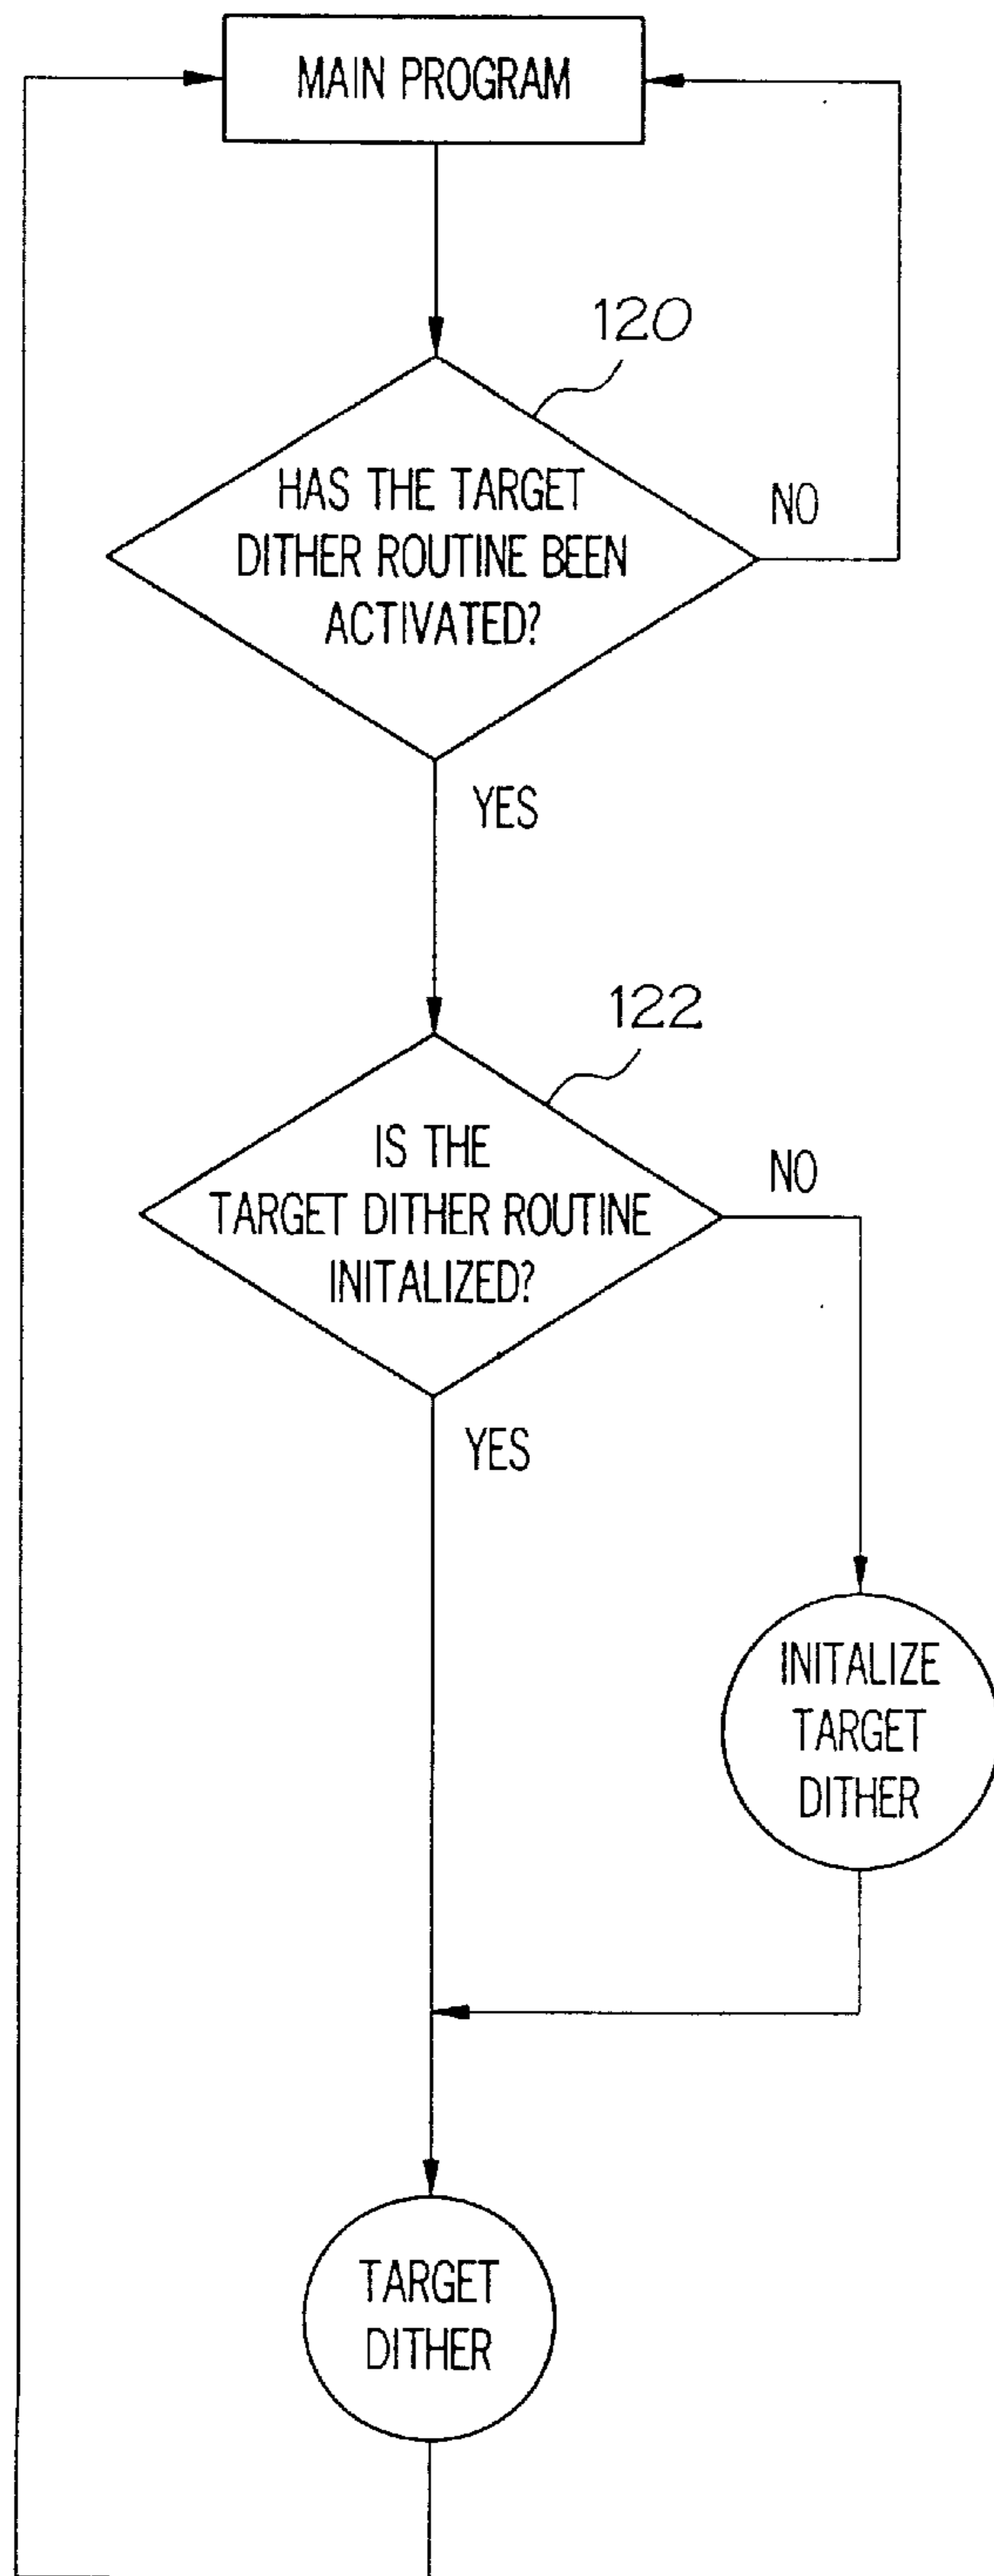 MAIN PROGRAM
120
HAS THE TARGET
DITHER ROUTINE BEEN
ACTIVATED?
NO
YES
122
IS THE
TARGET DITHER ROUTINE
INITALIZED?
NO
YES
INITALIZE
TARGET
DITHER
TARGET
DITHER